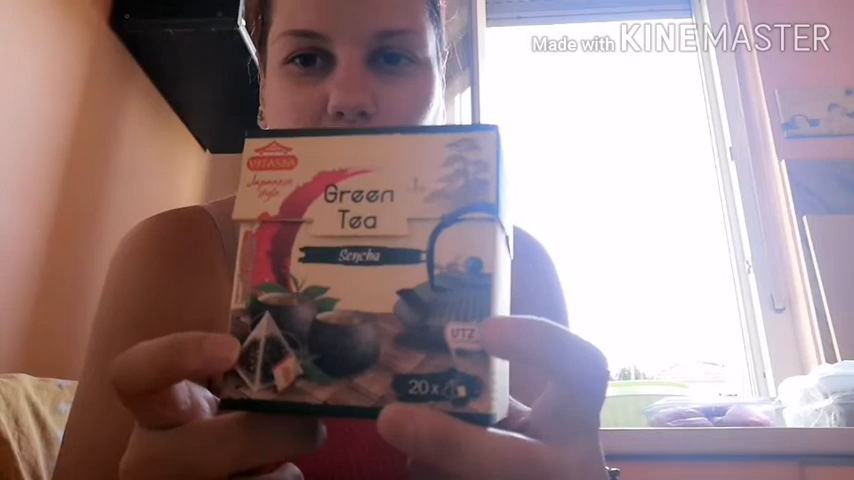 Made with KINEMASTER
VITASIA
Japanese
style
Green
Tea
Sencha
UTZ
20 x